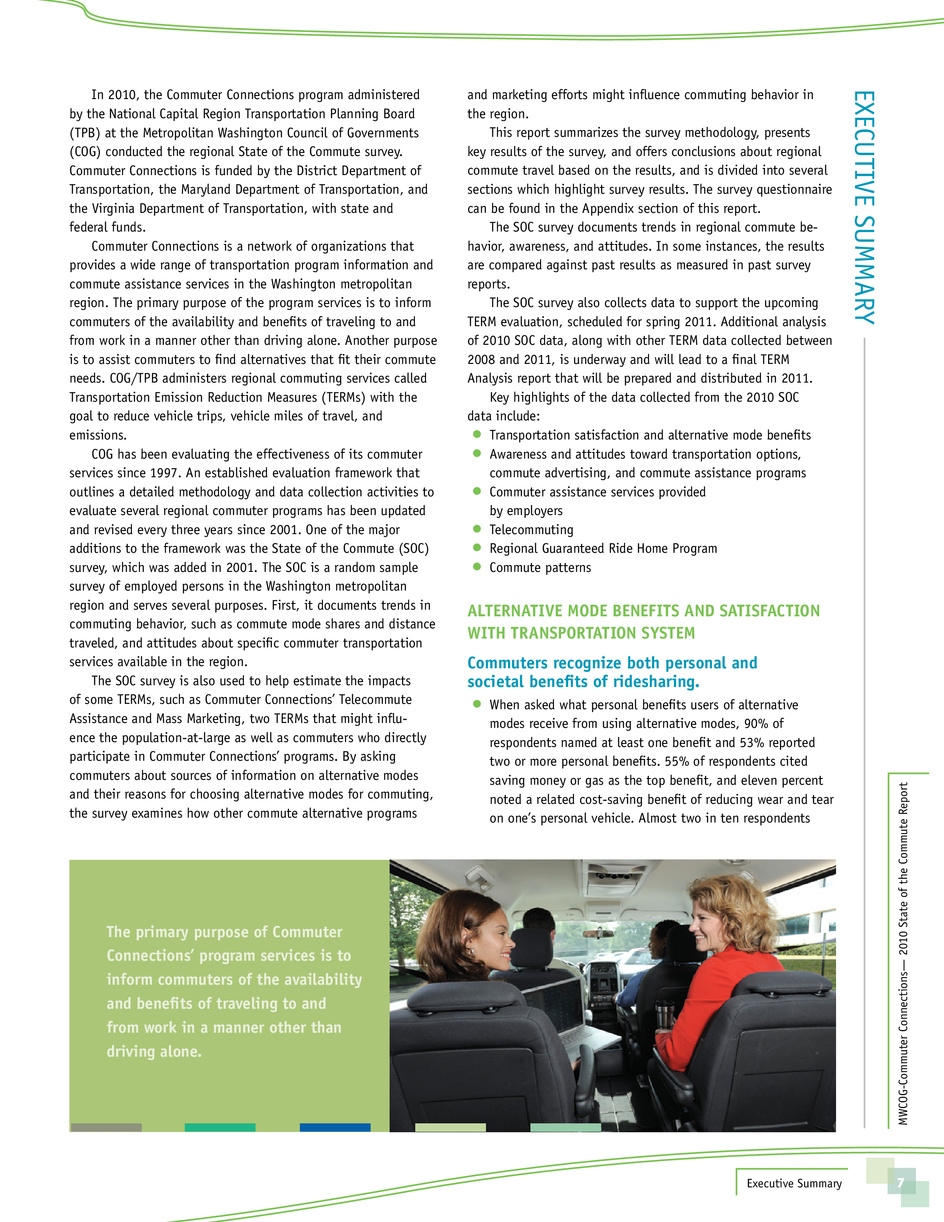 In 2010, the Commuter Connections program administered
by the National Capital Region Transportation Planning Board
(TPB) at the Metropolitan Washington Council of Governments
(COG) conducted the regional State of the Commute survey.
Commuter Connections is funded by the District Department of
Transportation, the Maryland Department of Transportation, and
the Virginia Department of Transportation, with state and
federal funds.
Commuter Connections is a network of organizations that
provides a wide range of transportation program information and
commute assistance services in the Washington metropolitan
region. The primary purpose of the program services is to inform
commuters of the availability and benefits of traveling to and
from work in a manner other than driving alone. Another purpose
is to assist commuters to find alternatives that fit their commute
needs. COG/TPB administers regional commuting services called
Transportation Emission Reduction Measures (TERMs) with the
goal to reduce vehicle trips, vehicle miles of travel, and
emissions.
COG has been evaluating the effectiveness of its commuter
services since 1997. An established evaluation framework that
outlines a detailed methodology and data collection activities to
evaluate several regional commuter programs has been updated
and revised every three years since 2001. One of the major
additions to the framework was the State of the Commute (SOC)
survey, which was added in 2001. The SOC is a random sample
survey of employed persons in the Washington metropolitan
region and serves several purposes. First, it documents trends in
commuting behavior, such as commute mode shares and distance
traveled, and attitudes about specific commuter transportation
services available in the region.
The SOC survey is also used to help estimate the impacts
of some TERMs, such as Commuter Connections' Telecommute
Assistance and Mass Marketing, two TERMs that might influ-
ence the population-at-large as well as commuters who directly
participate in Commuter Connections' programs. By asking
commuters about sources of information on alternative modes
and their reasons for choosing alternative modes for commuting,
the survey examines how other commute alternative programs
and marketing efforts might influence commuting behavior in
the region.
This report summarizes the survey methodology, presents
key results of the survey, and offers conclusions about regional
commute travel based on the results, and is divided into several
sections which highlight survey results. The survey questionnaire
can be found in the Appendix section of this report.
The SOC survey documents trends in regional commute be-
havior, awareness, and attitudes. In some instances, the results
are compared against past results as measured in past survey
reports.
The SOC survey also collects data to support the upcoming
TERM evaluation, scheduled for spring 2011. Additional analysis
of 2010 SOC data, along with other TERM data collected between
2008 and 2011, is underway and will lead to a final TERM
Analysis report that will be prepared and distributed in 2011.
Key highlights of the data collected from the 2010 SOC
data include:
● Transportation satisfaction and alternative mode benefits
● Awareness and attitudes toward transportation options,
commute advertising, and commute assistance programs
● Commuter assistance services provided
by employers
● Telecommuting
● Regional Guaranteed Ride Home Program
● Commute patterns
ALTERNATIVE MODE BENEFITS AND SATISFACTION
WITH TRANSPORTATION SYSTEM
Commuters recognize both personal and
societal benefits of ridesharing.
● When asked what personal benefits users of alternative
modes receive from using alternative modes, 90% of
respondents named at least one benefit and 53% reported
two or more personal benefits. 55% of respondents cited
saving money or gas as the top benefit, and eleven percent
noted a related cost-saving benefit of reducing wear and tear
on one's personal vehicle. Almost two in ten respondents
EXECUTIVE SUMMARY
The primary purpose of Commuter
Connections' program services is to
inform commuters of the availability
and benefits of traveling to and
from work in a manner other than
driving alone.
MWCOG-Commuter Connections— 2010 State of the Commute Report
Executive Summary
7